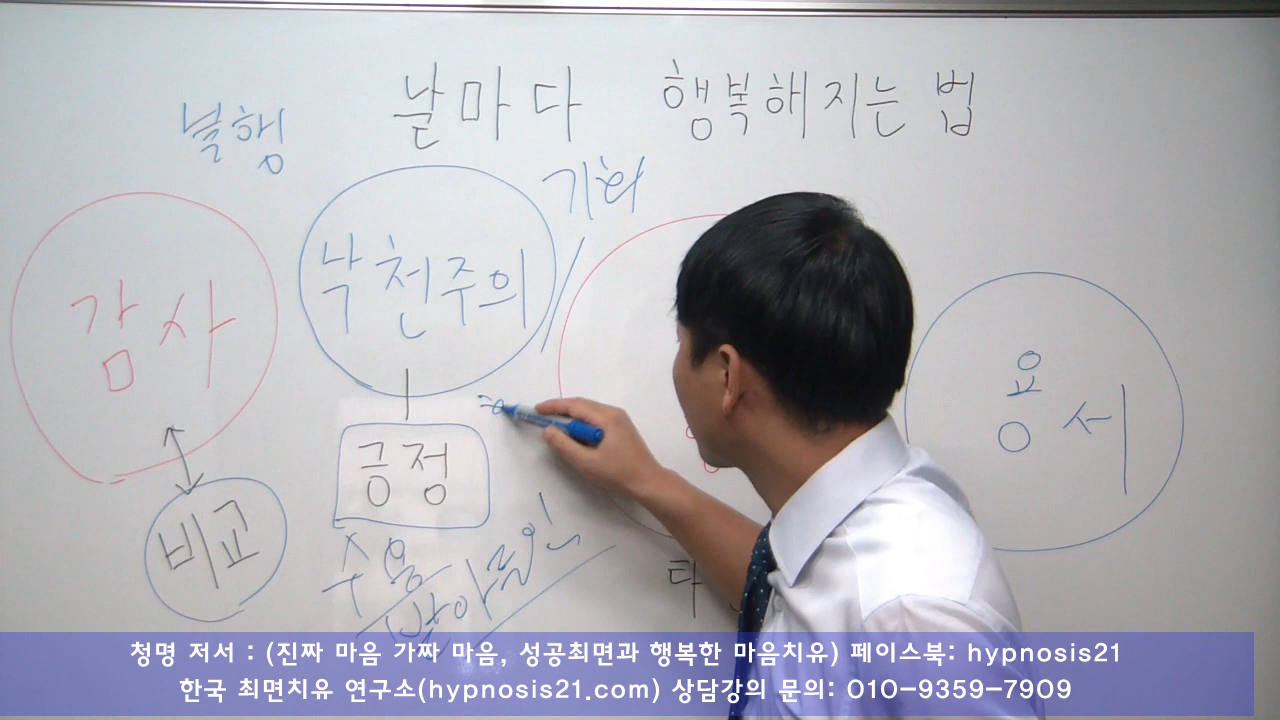 날마다 행복해지는 법
불행
기회
감사
낙천주의
용서
긍정
비교
수용
받아들임
타
청명 저서 : (진짜 마음 가짜 마음, 성공최면과 행복한 마음치유) 페이스북: hypnosis21
한국 최면치유 연구소(hypnosis21.com) 상담강의 문의: 010-9359-7909